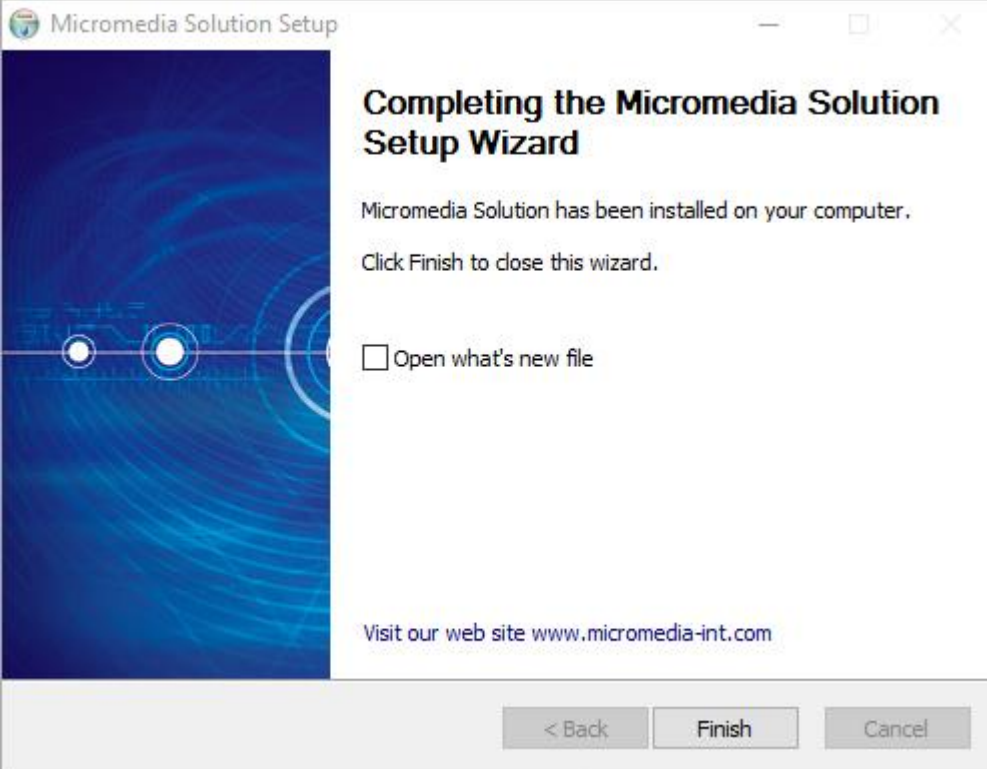 Micromedia Solution Setup
Completing the Micromedia Solution
Setup Wizard
Micromedia Solution has been installed on your computer.
Click Finish to close this wizard.
Open what's new file
Visit our web site www.micromedia-int.com
< Back
Finish
Cancel